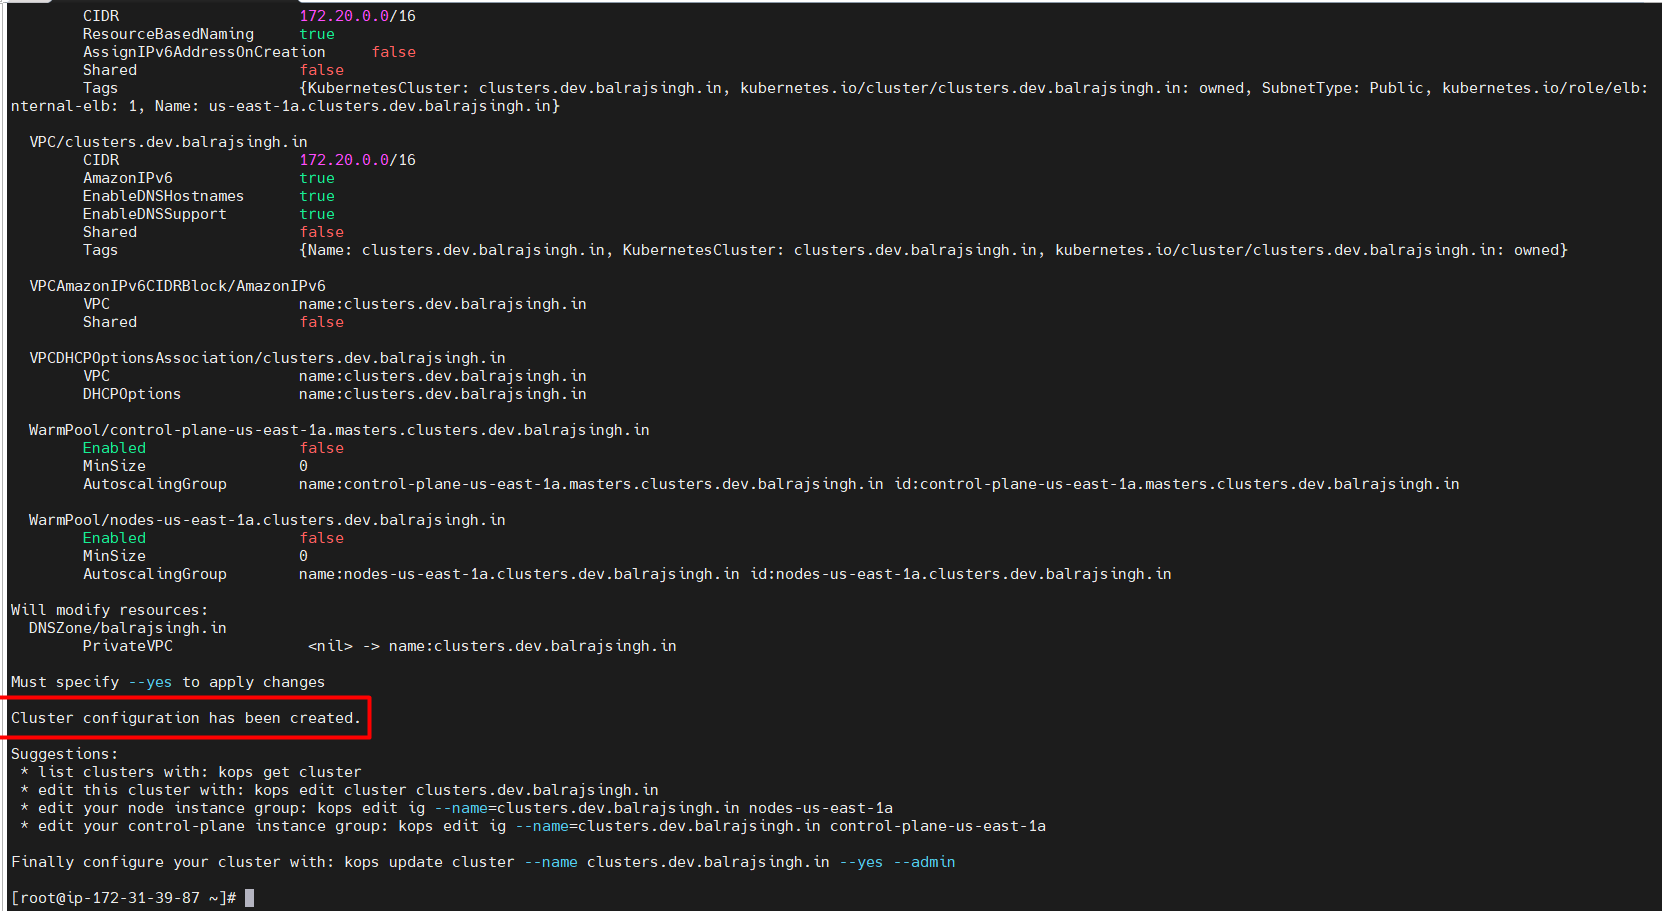 CIDR 172.20.0.0/16
ResourceBasedNaming true
AssignIPv6AddressOnCreation false
Shared false
Tags {KubernetesCluster: clusters.dev.balrajsingh.in, kubernetes.io/cluster/clusters.dev.balrajsingh.in: owned, SubnetType: Public, kubernetes.io/role/elb:
nternal-elb: 1, Name: us-east-1a.clusters.dev.balrajsingh.in}
VPC/clusters.dev.balrajsingh.in
CIDR 172.20.0.0/16
AmazonIPv6 true
EnableDNSHostnames true
EnableDNSSupport true
Shared false
Tags {Name: clusters.dev.balrajsingh.in, KubernetesCluster: clusters.dev.balrajsingh.in, kubernetes.io/cluster/clusters.dev.balrajsingh.in: owned}
VPCAmazonIPv6CIDRBlock/AmazonIPv6
VPC name:clusters.dev.balrajsingh.in
Shared false
VPCDHCPOptionsAssociation/clusters.dev.balrajsingh.in
VPC name:clusters.dev.balrajsingh.in
DHCPOptions name:clusters.dev.balrajsingh.in
WarmPool/control-plane-us-east-1a.masters.clusters.dev.balrajsingh.in
Enabled false
MinSize 0
AutoscalingGroup name:control-plane-us-east-1a.masters.clusters.dev.balrajsingh.in id:control-plane-us-east-1a.masters.clusters.dev.balrajsingh.in
WarmPool/nodes-us-east-1a.clusters.dev.balrajsingh.in
Enabled false
MinSize 0
AutoscalingGroup name:nodes-us-east-1a.clusters.dev.balrajsingh.in id:nodes-us-east-1a.clusters.dev.balrajsingh.in
Will modify resources:
DNSZone/balrajsingh.in
PrivateVPC <nil> -> name:clusters.dev.balrajsingh.in
Must specify --yes to apply changes
Cluster configuration has been created.
Suggestions:
* list clusters with: kops get cluster
* edit this cluster with: kops edit cluster clusters.dev.balrajsingh.in
* edit your node instance group: kops edit ig --name=clusters.dev.balrajsingh.in nodes-us-east-1a
* edit your control-plane instance group: kops edit ig --name=clusters.dev.balrajsingh.in control-plane-us-east-1a
Finally configure your cluster with: kops update cluster --name clusters.dev.balrajsingh.in --yes --admin
[root@ip-172-31-39-87 ~]#